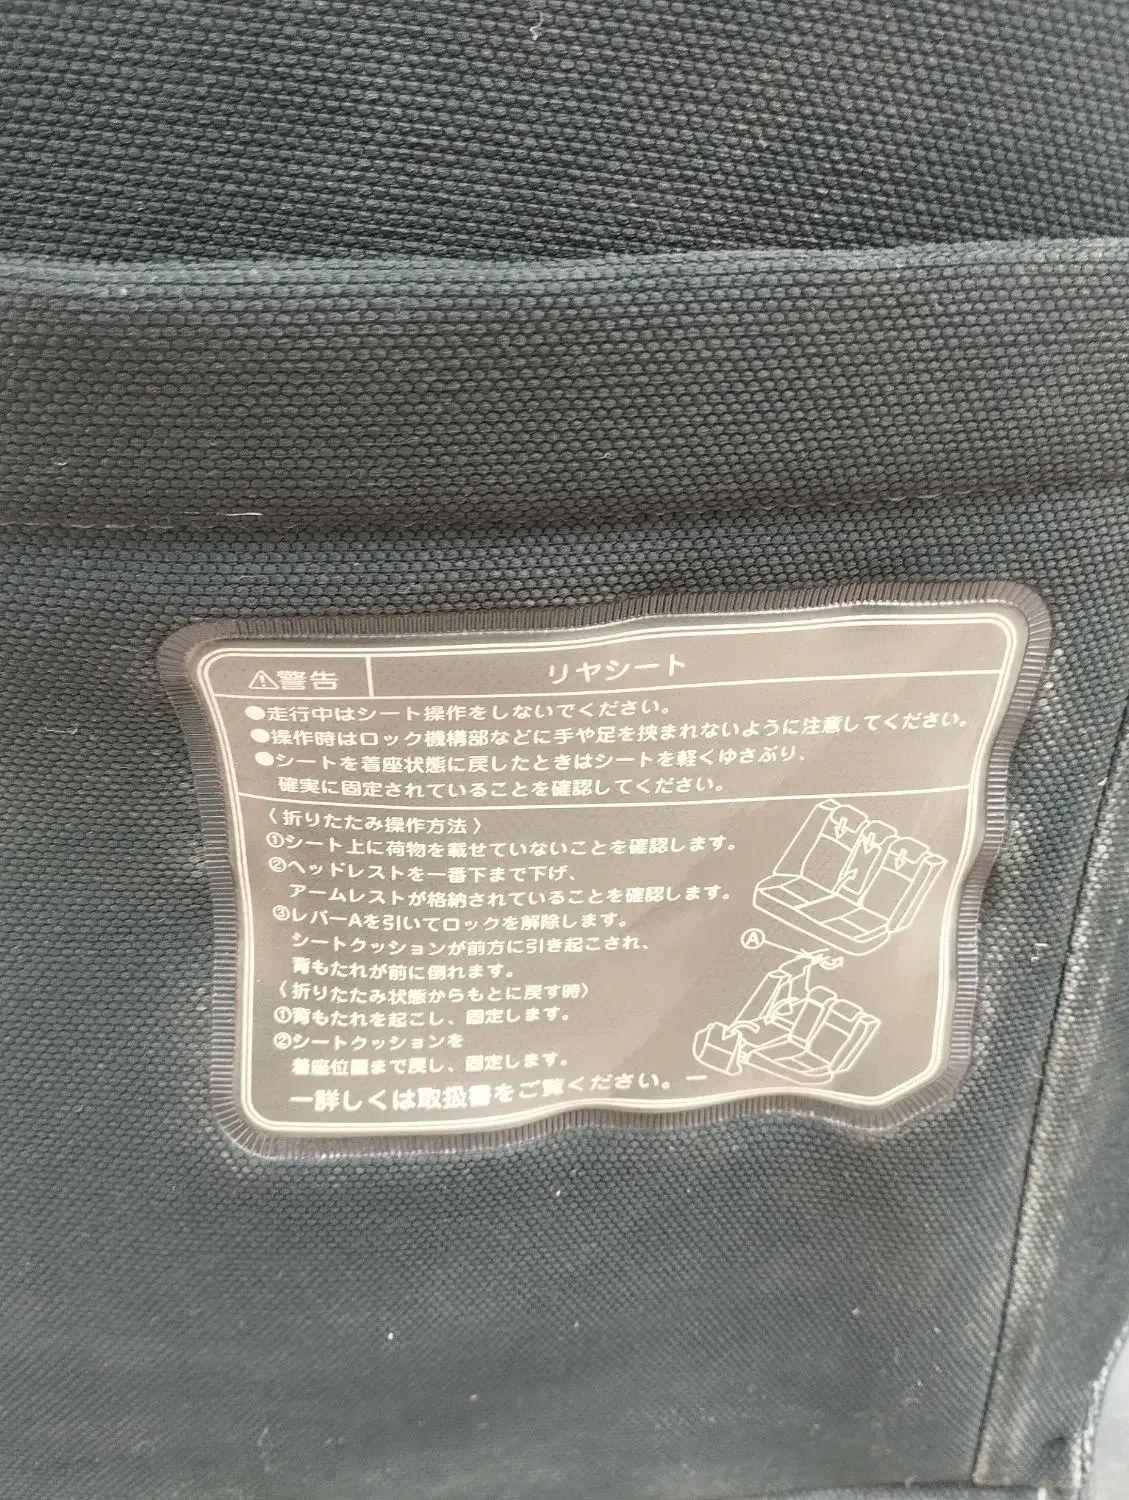 ⚠警告 リヤシート
●走行中はシート操作をしないでください。
●操作時はロック機構部などに手や足を挟まれないように注意してください。
●シートを着座状態に戻したときはシートを軽くゆさぶり、
確実に固定されていることを確認してください。
〈折りたたみ操作方法〉
①シート上に荷物を載せていないことを確認します。
②ヘッドレストを一番下まで下げ、
アームレストが格納されていることを確認します。
③レバーAを引いてロックを解除します。
シートクッションが前方に引き起こされ、
背もたれが前に倒れます。
〈折りたたみ状態からもとに戻す時〉
①背もたれを起こし、固定します。
②シートクッションを
着座位置まで戻し、固定します。
ー詳しくは取扱書をご覧ください。ー
Ⓐ